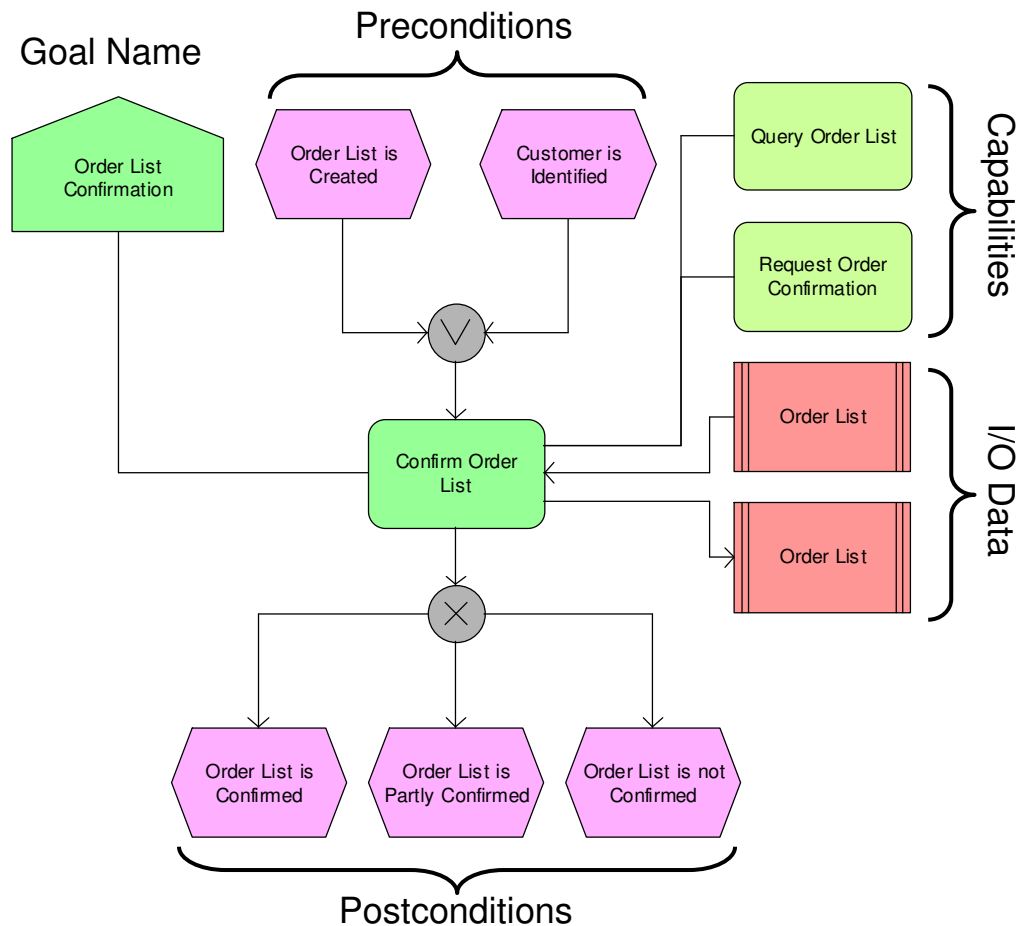 Preconditions
Goal Name
Order List
Confirmation
Order List is
Created
Customer is
Identified
Query Order List
Request Order
Confirmation
Capabilities
Order List
Order List
I/O Data
Confirm Order
List
Order List is
Confirmed
Order List is
Partly Confirmed
Order List is not
Confirmed
Postconditions